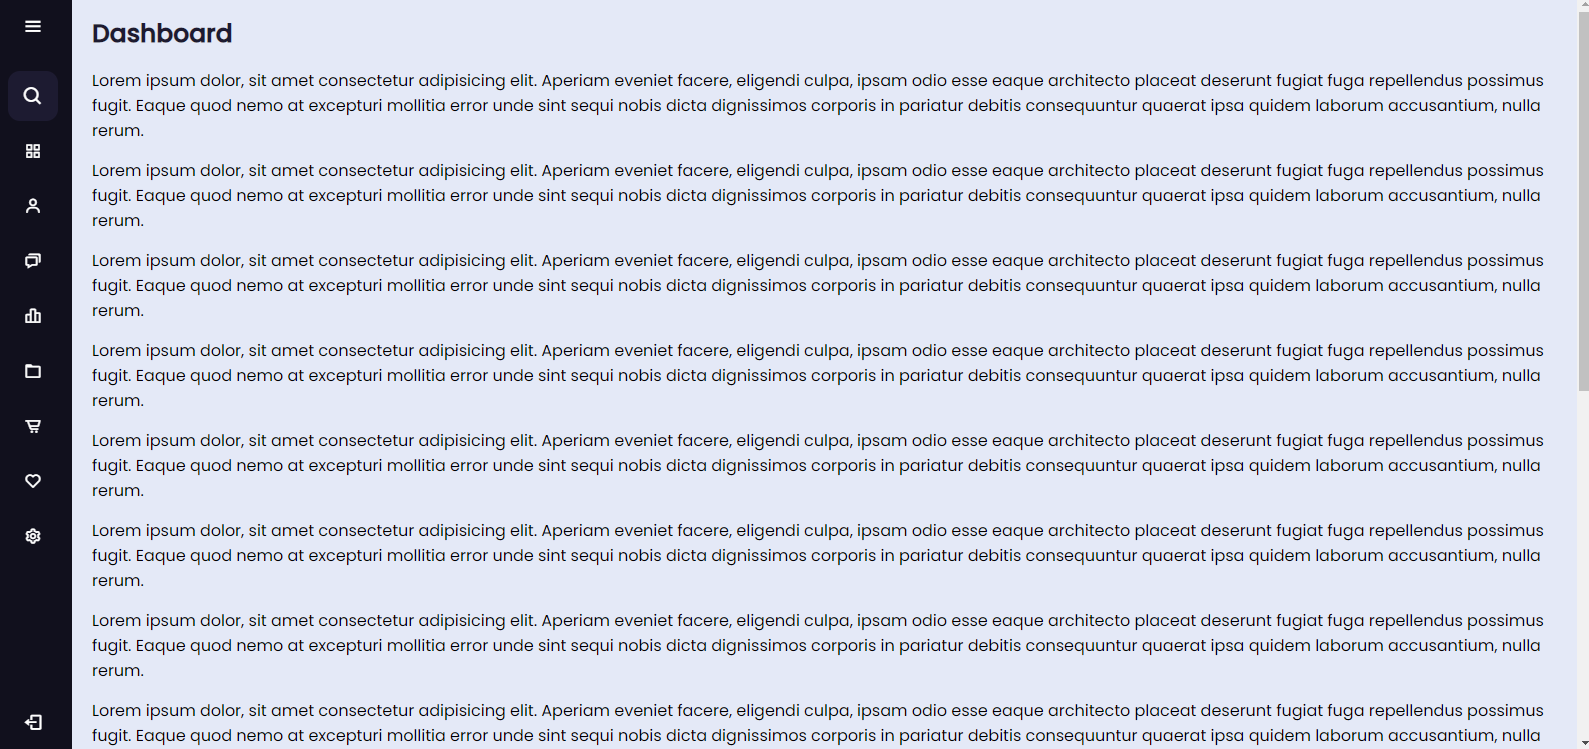 Dashboard
Lorem ipsum dolor, sit amet consectetur adipisicing elit. Aperiam eveniet facere, eligendi culpa, ipsam odio esse eaque architecto placeat deserunt fugiat fuga repellendus possimus
fugit. Eaque quod nemo at excepturi mollitia error unde sint sequi nobis dicta dignissimos corporis in pariatur debitis consequuntur quaerat ipsa quidem laborum accusantium, nulla
rerum.
Lorem ipsum dolor, sit amet consectetur adipisicing elit. Aperiam eveniet facere, eligendi culpa, ipsam odio esse eaque architecto placeat deserunt fugiat fuga repellendus possimus
fugit. Eaque quod nemo at excepturi mollitia error unde sint sequi nobis dicta dignissimos corporis in pariatur debitis consequuntur quaerat ipsa quidem laborum accusantium, nulla
rerum.
Lorem ipsum dolor, sit amet consectetur adipisicing elit. Aperiam eveniet facere, eligendi culpa, ipsam odio esse eaque architecto placeat deserunt fugiat fuga repellendus possimus
fugit. Eaque quod nemo at excepturi mollitia error unde sint sequi nobis dicta dignissimos corporis in pariatur debitis consequuntur quaerat ipsa quidem laborum accusantium, nulla
rerum.
Lorem ipsum dolor, sit amet consectetur adipisicing elit. Aperiam eveniet facere, eligendi culpa, ipsam odio esse eaque architecto placeat deserunt fugiat fuga repellendus possimus
fugit. Eaque quod nemo at excepturi mollitia error unde sint sequi nobis dicta dignissimos corporis in pariatur debitis consequuntur quaerat ipsa quidem laborum accusantium, nulla
rerum.
Lorem ipsum dolor, sit amet consectetur adipisicing elit. Aperiam eveniet facere, eligendi culpa, ipsam odio esse eaque architecto placeat deserunt fugiat fuga repellendus possimus
fugit. Eaque quod nemo at excepturi mollitia error unde sint sequi nobis dicta dignissimos corporis in pariatur debitis consequuntur quaerat ipsa quidem laborum accusantium, nulla
rerum.
Lorem ipsum dolor, sit amet consectetur adipisicing elit. Aperiam eveniet facere, eligendi culpa, ipsam odio esse eaque architecto placeat deserunt fugiat fuga repellendus possimus
fugit. Eaque quod nemo at excepturi mollitia error unde sint sequi nobis dicta dignissimos corporis in pariatur debitis consequuntur quaerat ipsa quidem laborum accusantium, nulla
rerum.
Lorem ipsum dolor, sit amet consectetur adipisicing elit. Aperiam eveniet facere, eligendi culpa, ipsam odio esse eaque architecto placeat deserunt fugiat fuga repellendus possimus
fugit. Eaque quod nemo at excepturi mollitia error unde sint sequi nobis dicta dignissimos corporis in pariatur debitis consequuntur quaerat ipsa quidem laborum accusantium, nulla
rerum.
Lorem ipsum dolor, sit amet consectetur adipisicing elit. Aperiam eveniet facere, eligendi culpa, ipsam odio esse eaque architecto placeat deserunt fugiat fuga repellendus possimus
fugit. Eaque quod nemo at excepturi mollitia error unde sint sequi nobis dicta dignissimos corporis in pariatur debitis consequuntur quaerat ipsa quidem laborum accusantium, nulla